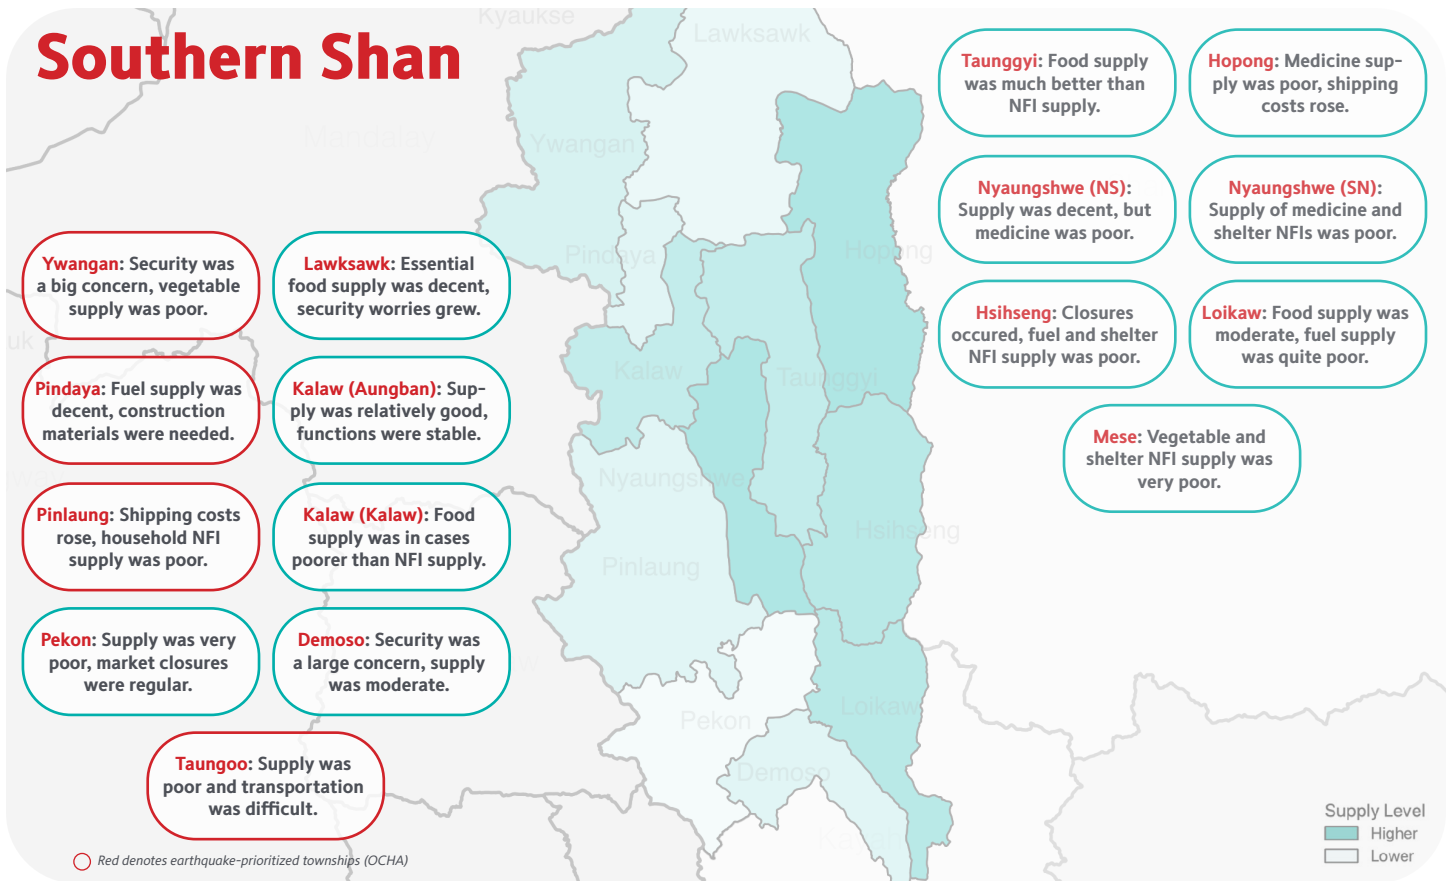 Southern Shan
Kyaukse
Lawksawk
Mandalay
Ywangan
Pindaya
Hopong
Kalaw
Taunggyi
Nyaungshwe
Hsihseng
Pinlaung
Pekon
Loikaw
Demoso
Kayah
uk
w
Ywangan: Security was
a big concern, vegetable
supply was poor.
Lawksawk: Essential
food supply was decent,
security worries grew.
Pindaya: Fuel supply was
decent, construction
materials were needed.
Kalaw (Aungban): Sup-
ply was relatively good,
functions were stable.
Pinlaung: Shipping costs
rose, household NFI
supply was poor.
Kalaw (Kalaw): Food
supply was in cases
poorer than NFI supply.
Pekon: Supply was very
poor, market closures
were regular.
Demoso: Security was
a large concern, supply
was moderate.
Taungoo: Supply was
poor and transportation
was difficult.
Red denotes earthquake-prioritized townships (OCHA)
Taunggyi: Food supply
was much better than
NFI supply.
Hopong: Medicine sup-
ply was poor, shipping
costs rose.
Nyaungshwe (NS):
Supply was decent, but
medicine was poor.
Nyaungshwe (SN):
Supply of medicine and
shelter NFIs was poor.
Hsihseng: Closures
occured, fuel and shelter
NFI supply was poor.
Loikaw: Food supply was
moderate, fuel supply
was quite poor.
Mese: Vegetable and
shelter NFI supply was
very poor.
Supply Level
Higher
Lower